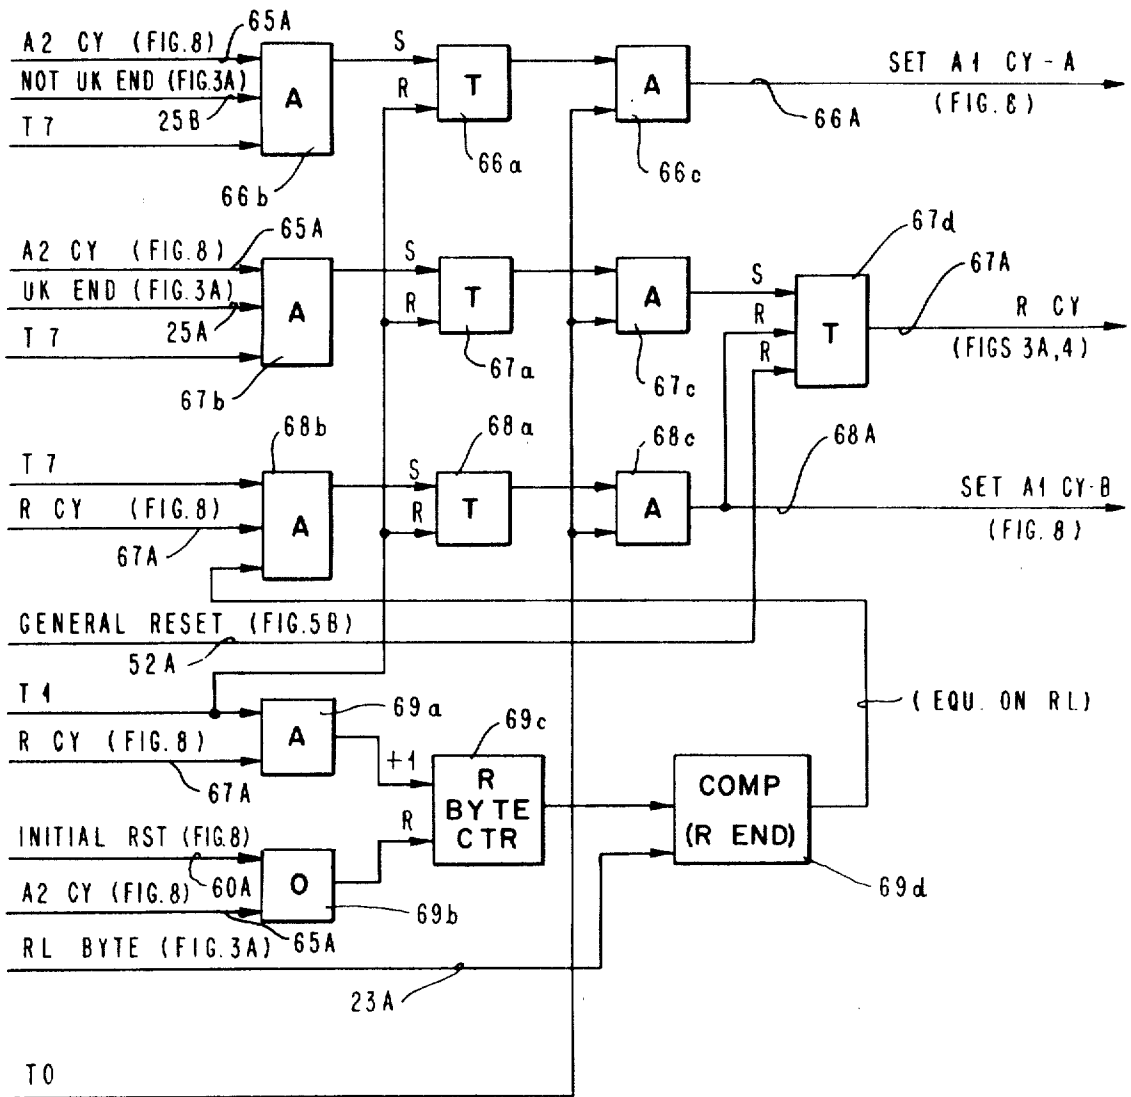 A2 CY (FIG.8) 65A
NOT UK END (FIG.3A)
25B
T7
A
66b
S
R
T
66a
A
66c
66A
SET A1 CY-A
(FIG.8)
A2 CY (FIG.8) 65A
UK END (FIG.3A)
25A
T7
A
67b
S
R
T
67a
A
67c
S
R
R
T
67d
67A
R CY
(FIGS 3A,4)
T7
R CY (FIG.8)
67A
68b
A
S
R
T
68a
A
68c
68A
SET A1 CY-B
(FIG.8)
GENERAL RESET (FIG.5B)
52A
T1
R CY (FIG.8)
67A
A
69a
+1
R
69c
R
BYTE
CTR
COMP
(R END)
69d
(EQU. ON RL)
INITIAL RST (FIG.8)
60A
A2 CY (FIG.8)
65A
O
69b
RL BYTE (FIG.3A)
23A
T0